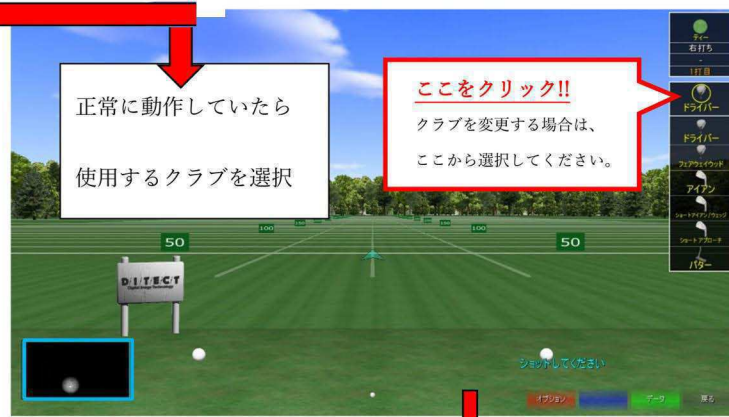 正常に動作していたら
使用するクラブを選択
ここをクリック!!
クラブを変更する場合は、
ここから選択してください。
ティー
右打ち
-
1打目
ドライバー
ドライバー
フェアウェイウッド
アイアン
ショートアイアン/ウェッジ
ショートアプローチ
パター
100
100
100
100
50
50
D/I/T/E/C/T
Digital Image Technology
ショットしてください
オプション
データ
戻る